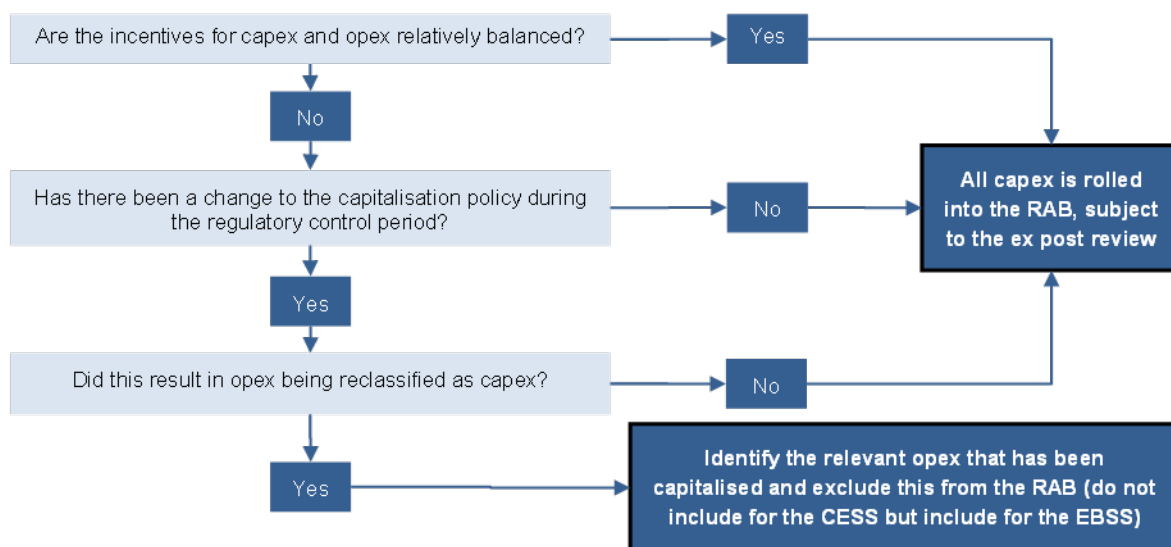 Are the incentives for capex and opex relatively balanced?
Yes
No
Has there been a change to the capitalisation policy during
the regulatory control period?
No
All capex is rolled
into the RAB, subject
to the ex post review
Yes
Did this result in opex being reclassified as capex?
No
Yes
Identify the relevant opex that has been
capitalised and exclude this from the RAB (do not
include for the CESS but include for the EBSS)